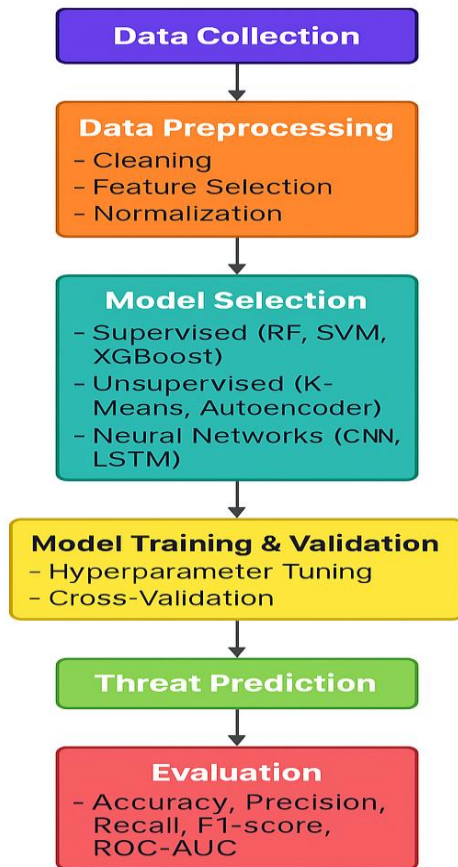 Data Collection
Data Preprocessing
- Cleaning
- Feature Selection
- Normalization
Model Selection
- Supervised (RF, SVM,
XGBoost)
- Unsupervised (K-
Means, Autoencoder)
- Neural Networks (CNN,
LSTM)
Model Training & Validation
- Hyperparameter Tuning
- Cross-Validation
Threat Prediction
Evaluation
- Accuracy, Precision,
Recall, F1-score,
ROC-AUC